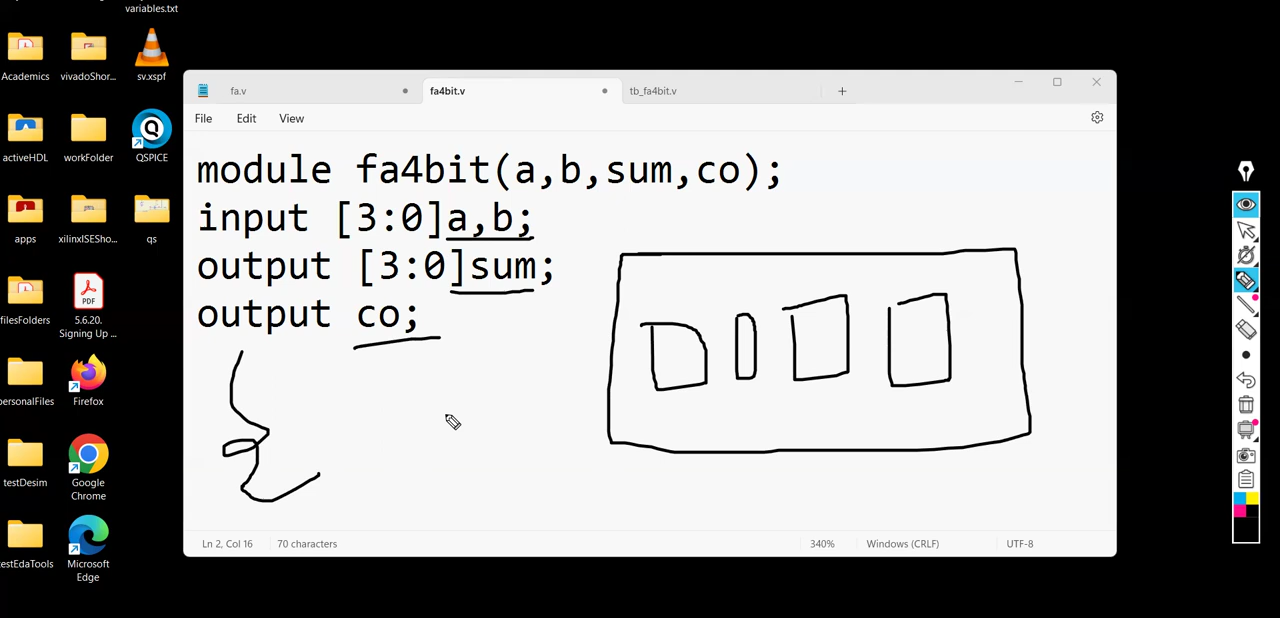 variables.txt
Academics
vivadoShor...
sv.xspf
activeHDL
workFolder
QSPICE
apps
xilinxISESho...
qs
filesFolders
PDF
5.6.20.
Signing Up ...
personalFiles
Firefox
testDesim
Google
Chrome
estEdaTools
Microsoft
Edge
fa.v
fa4bit.v
tb_fa4bit.v
File Edit View
module fa4bit(a,b,sum,co);
input [3:0]a,b;
output [3:0]sum;
output co;
Ln 2, Col 16
70 characters
340%
Windows (CRLF)
UTF-8